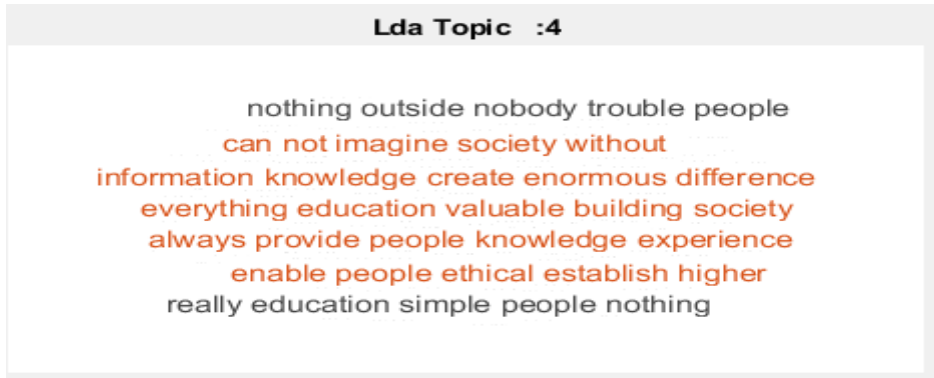 Lda Topic :4
nothing outside nobody trouble people
can not imagine society without
information knowledge create enormous difference
everything education valuable building society
always provide people knowledge experience
enable people ethical establish higher
really education simple people nothing